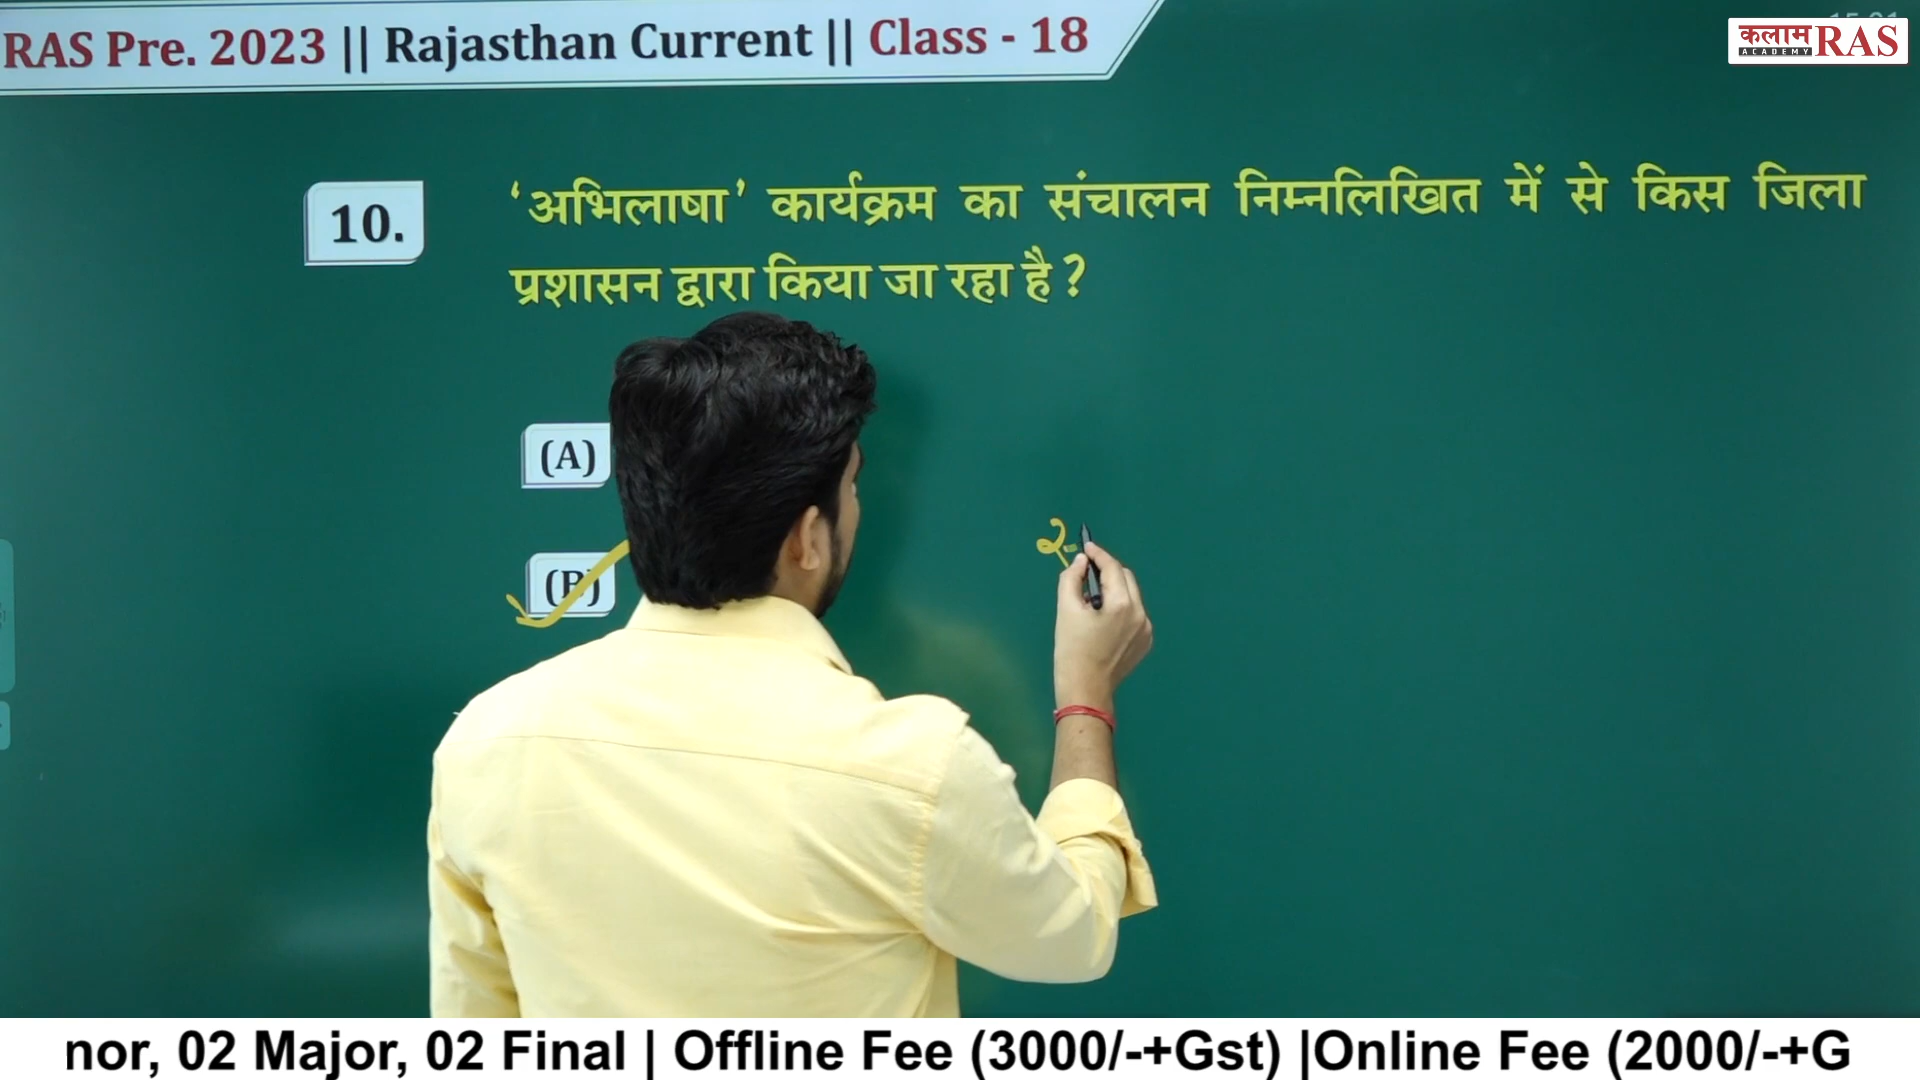 RAS Pre. 2023 || Rajasthan Current || Class - 18
कलाम RAS
ACADEMY
10.
‘अभिलाषा’ कार्यक्रम का संचालन निम्नलिखित में से किस जिला
प्रशासन द्वारा किया जा रहा है ?
(A)
(B)
nor, 02 Major, 02 Final | Offline Fee (3000/-+Gst) |Online Fee (2000/-+G